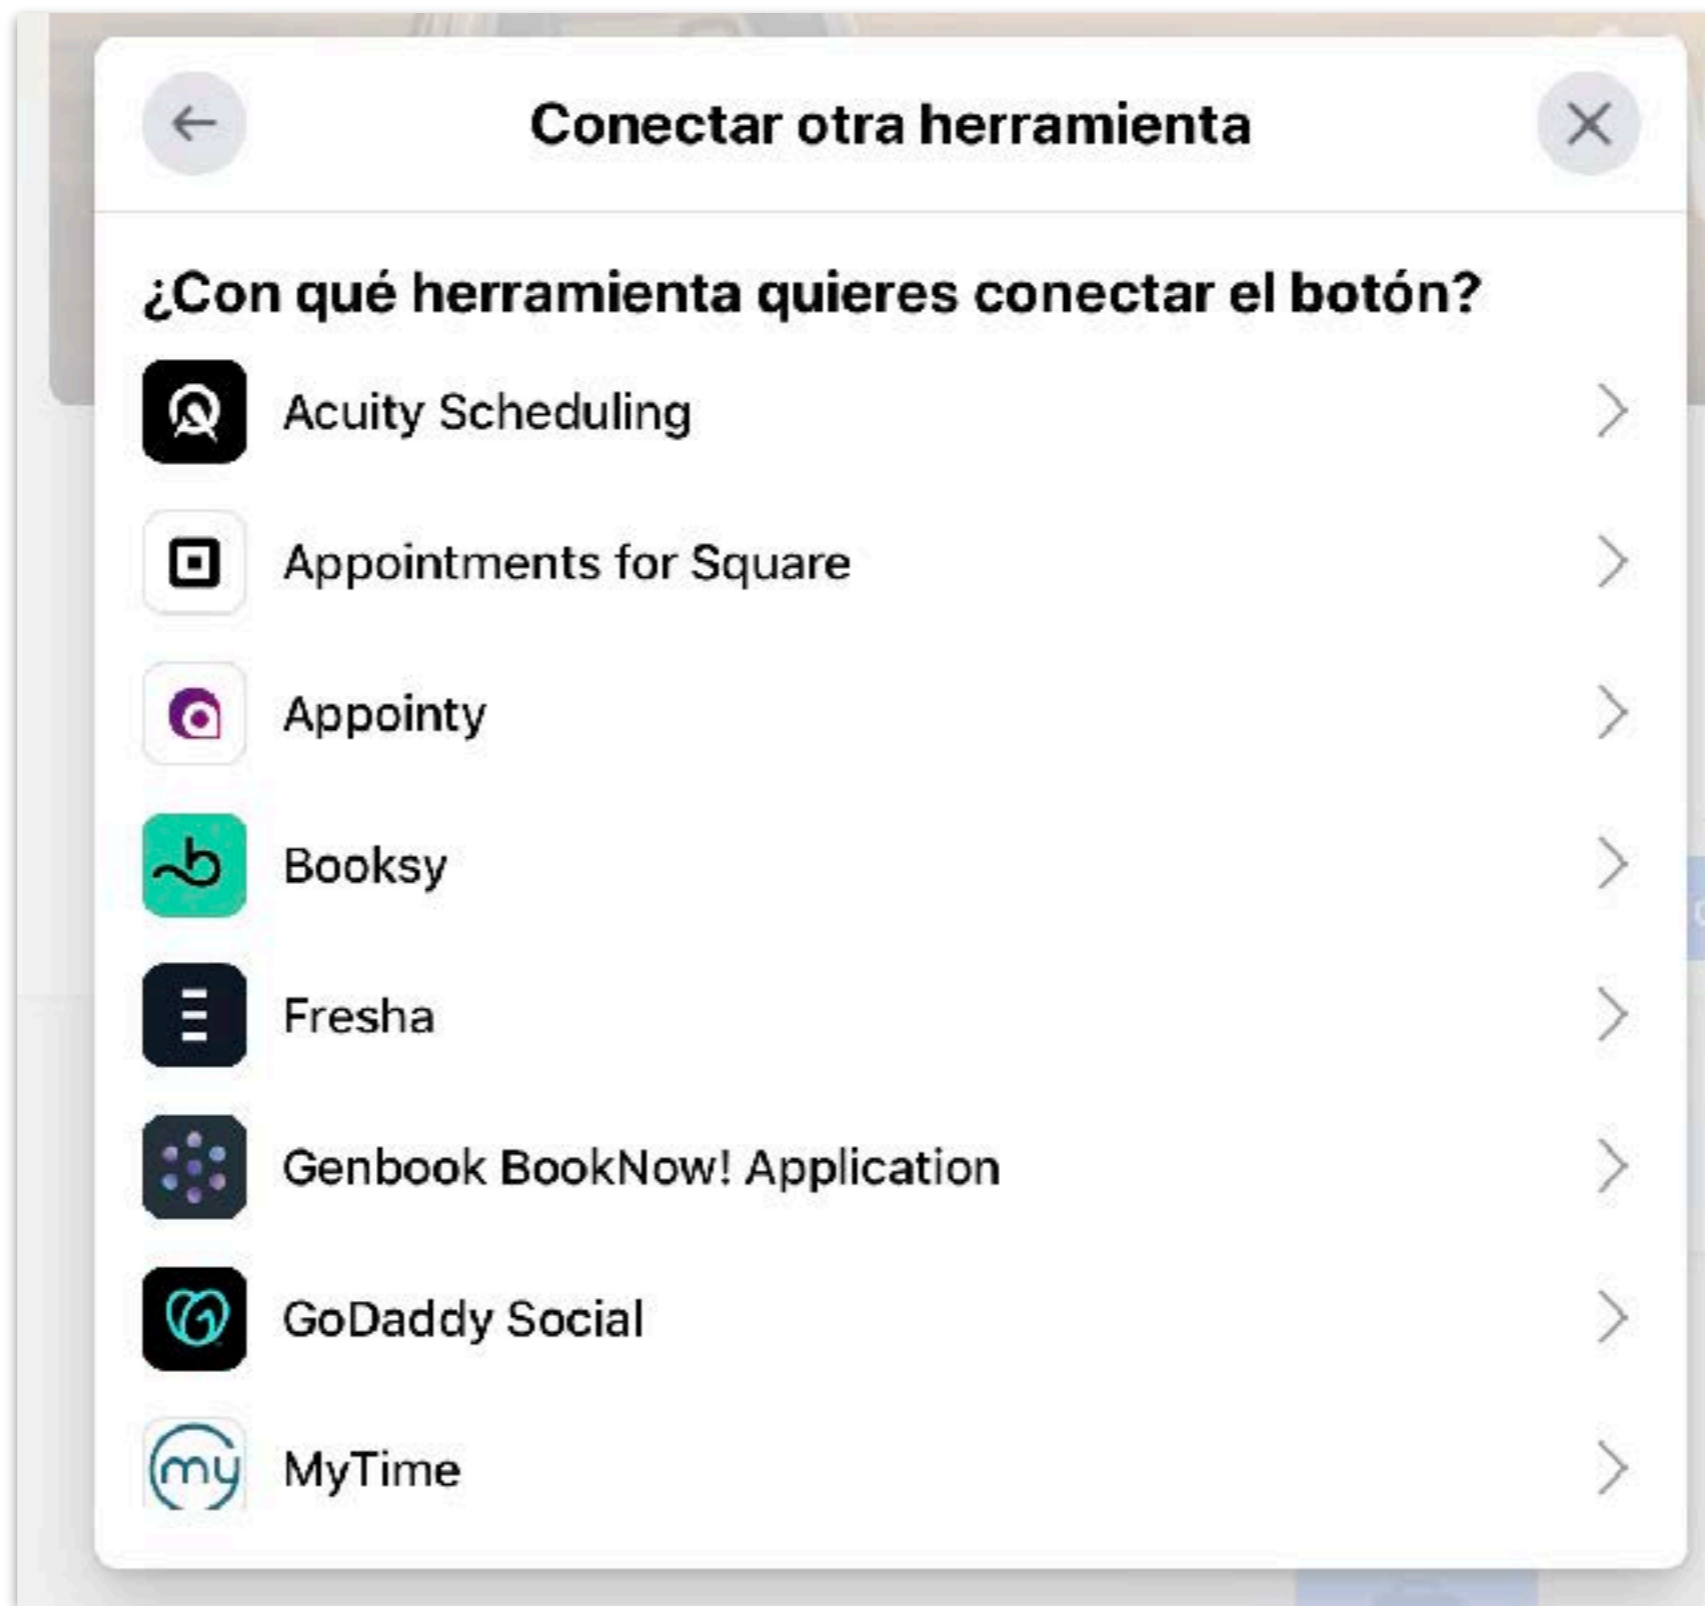 Conectar otra herramienta
¿Con qué herramienta quieres conectar el botón?
Acuity Scheduling
Appointments for Square
Appointy
Booksy
Fresha
Genbook BookNow! Application
GoDaddy Social
my
MyTime